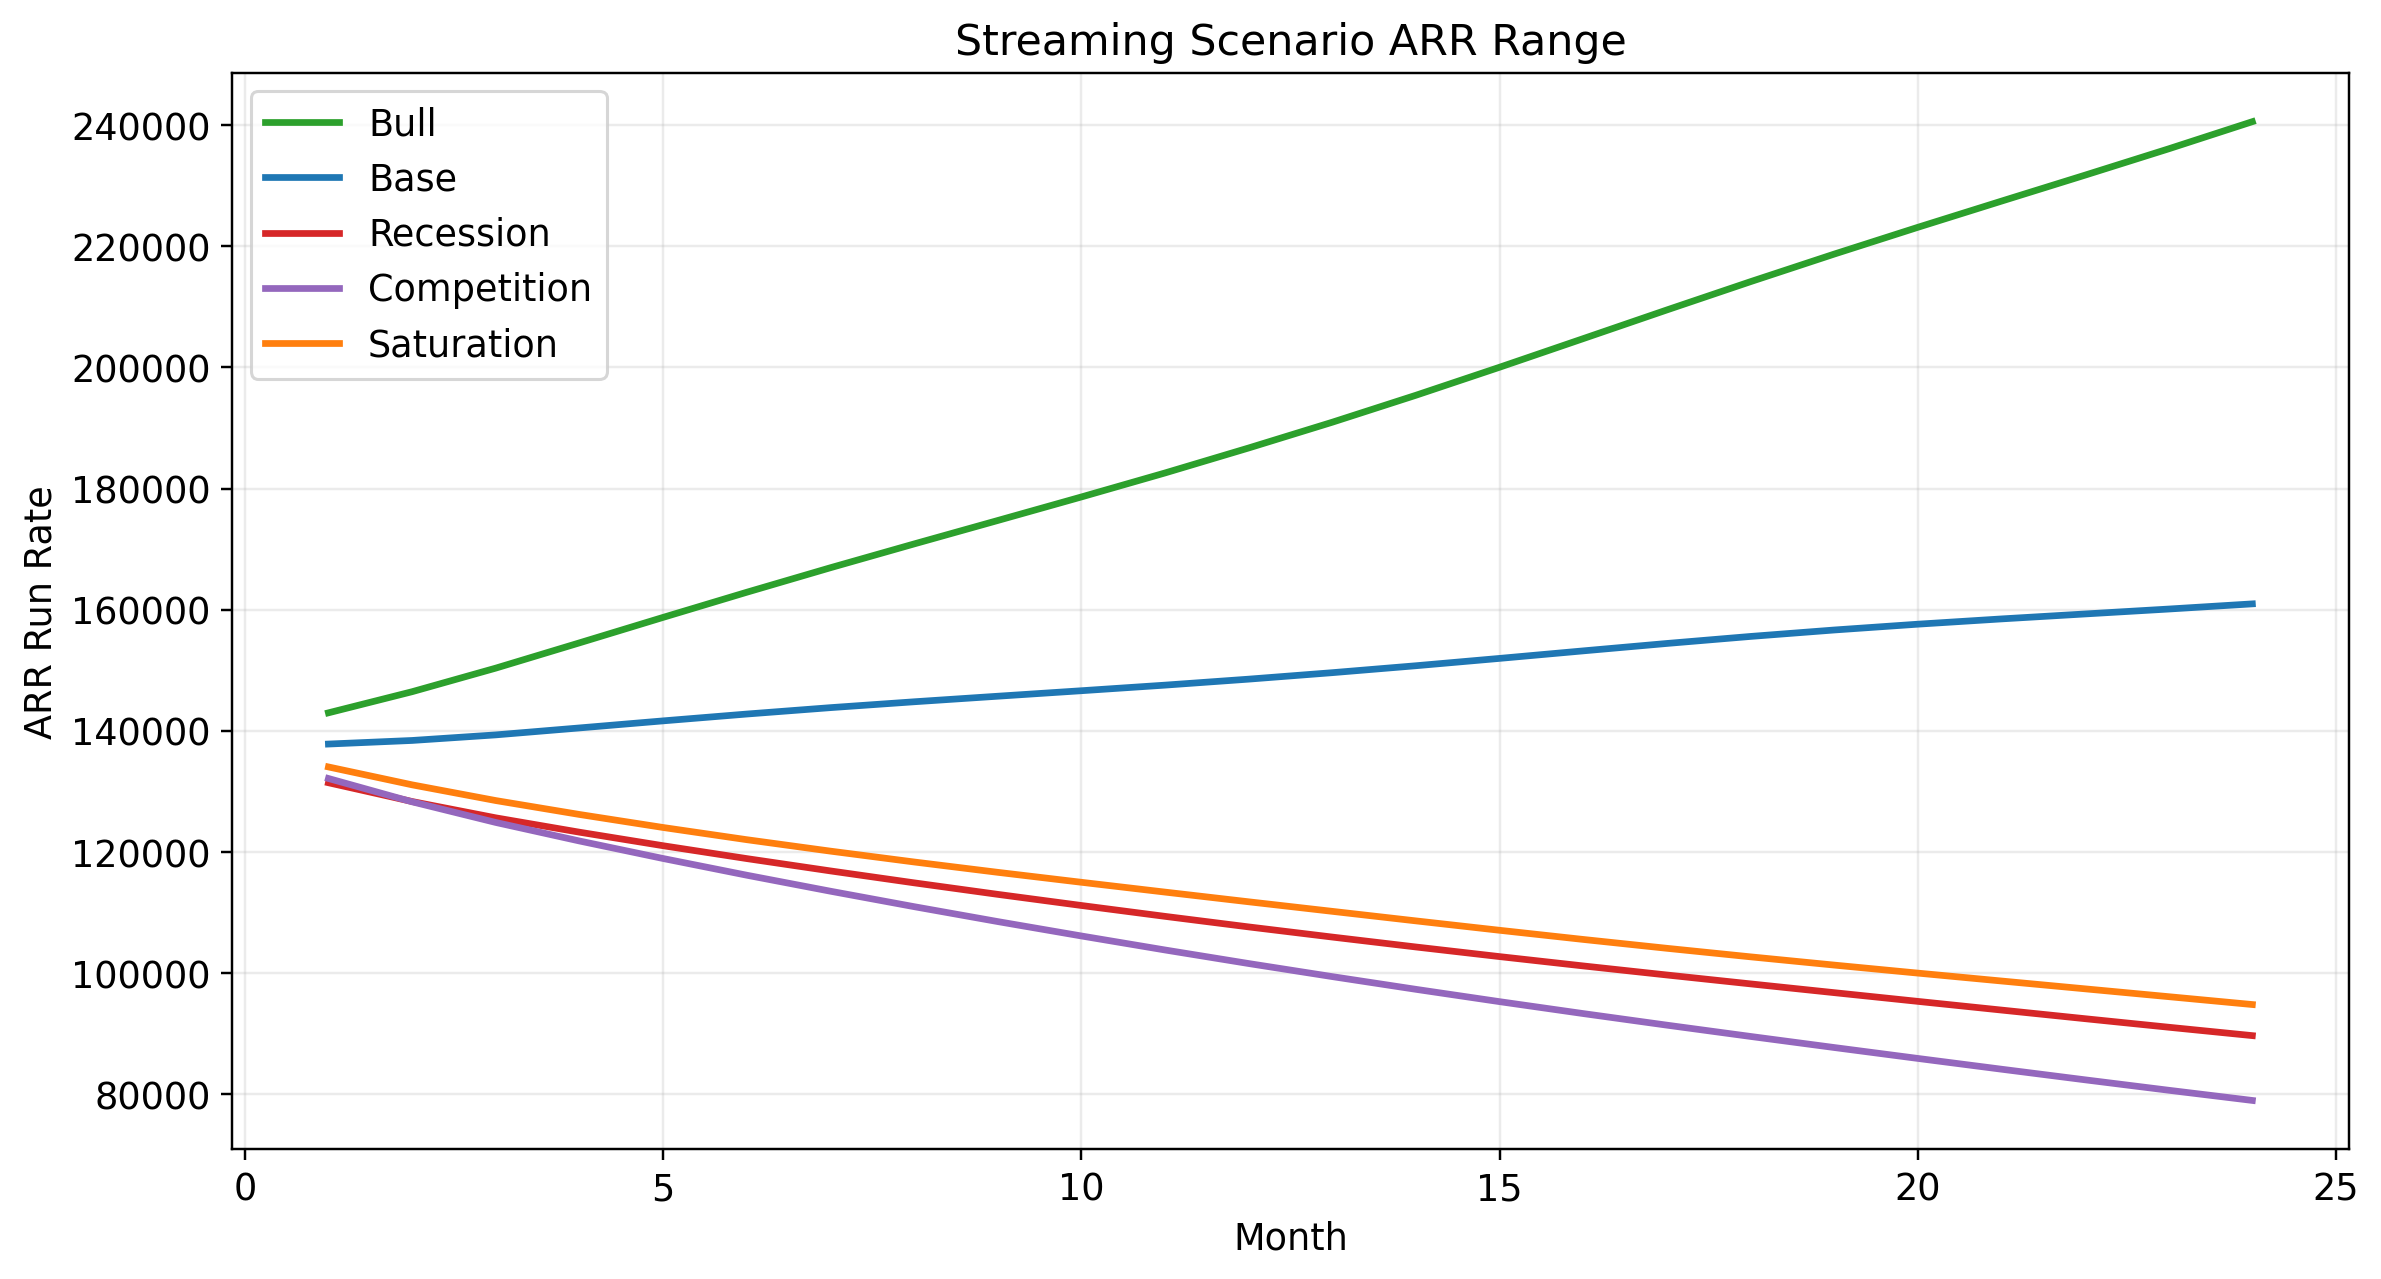 Streaming Scenario ARR Range
Bull
Base
Recession
Competition
Saturation
ARR Run Rate
240000
220000
200000
180000
160000
140000
120000
100000
80000
0 5 10 15 20 25
Month